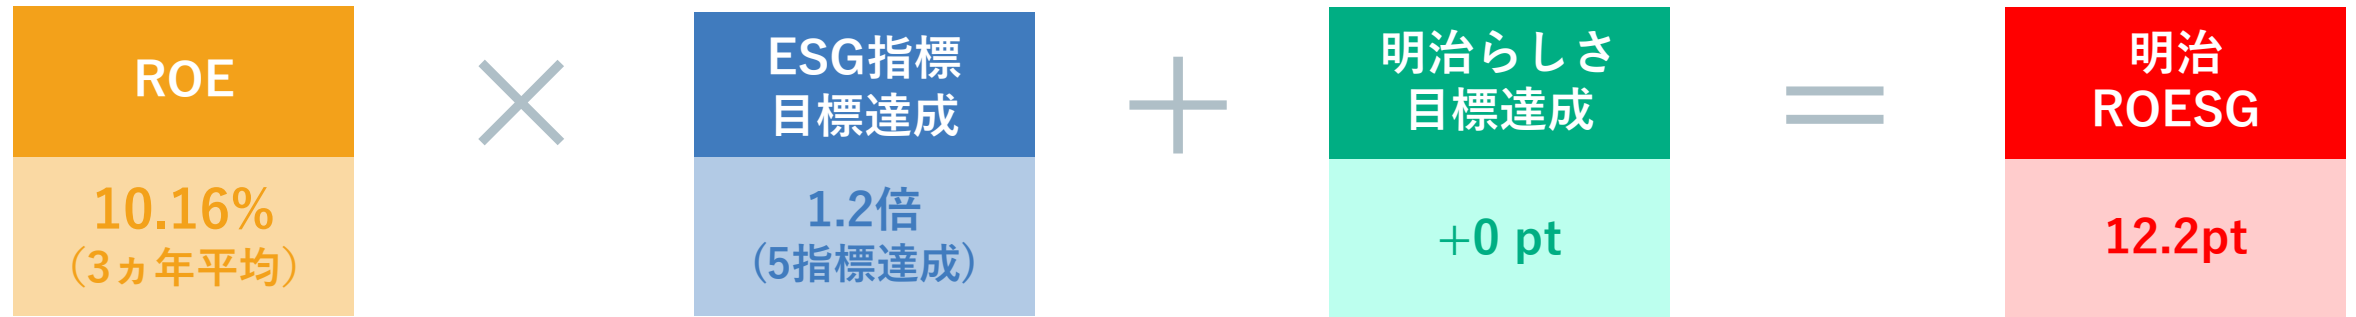 ROE
10.16%
（3ヵ年平均）
×
ESG指標
目標達成
1.2倍
（5指標達成）
＋
明治らしさ
目標達成
＋0 pt
＝
明治
ROESG
12.2pt